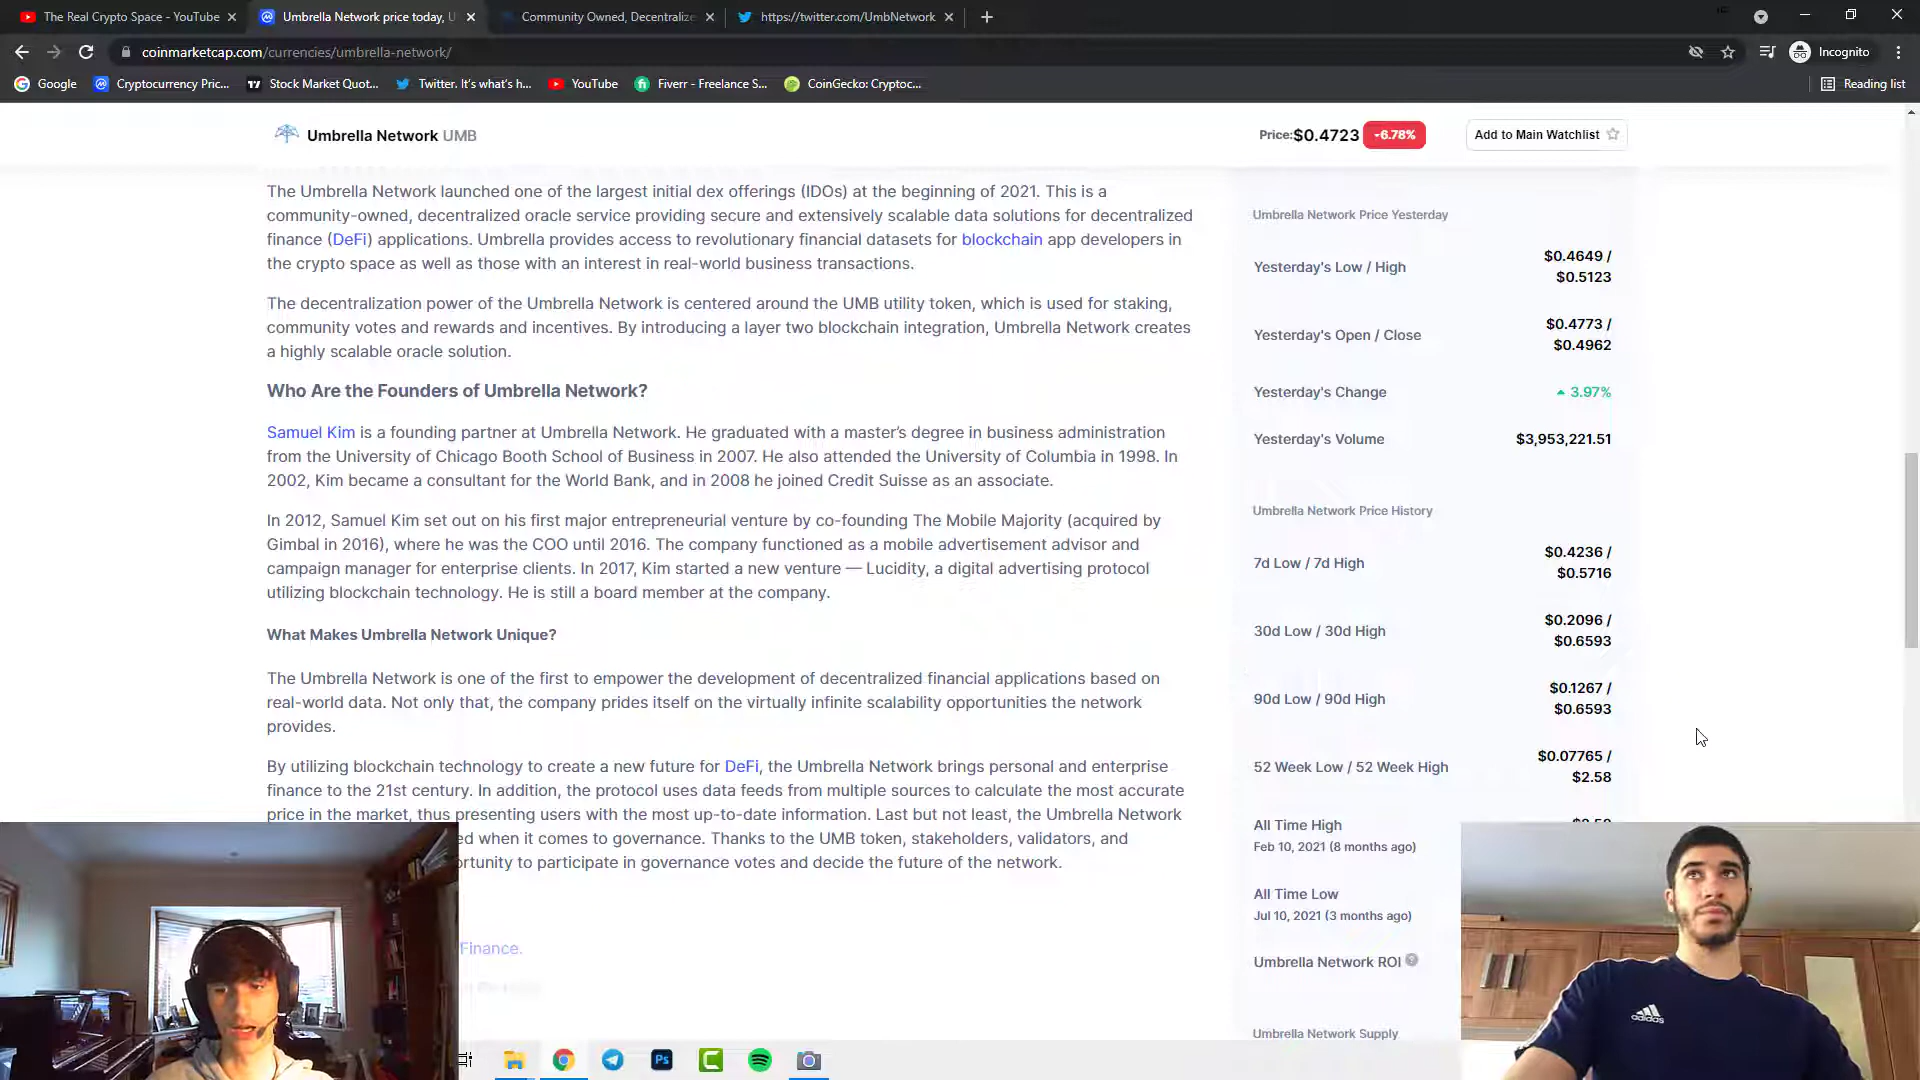 The Real Crypto Space - YouTube
Umbrella Network price today, U
Community Owned, Decentralize
https://twitter.com/UmbNetwork
coinmarketcap.com/currencies/umbrella-network/
Incognito
Google
Cryptocurrency Pric...
Stock Market Quot...
Twitter. It's what's h...
YouTube
Fiverr - Freelance S...
CoinGecko: Cryptoc...
Reading list
Umbrella Network UMB
Price:$0.4723
-6.78%
Add to Main Watchlist
The Umbrella Network launched one of the largest initial dex offerings (IDOs) at the beginning of 2021. This is a
community-owned, decentralized oracle service providing secure and extensively scalable data solutions for decentralized
finance (DeFi) applications. Umbrella provides access to revolutionary financial datasets for blockchain app developers in
the crypto space as well as those with an interest in real-world business transactions.
The decentralization power of the Umbrella Network is centered around the UMB utility token, which is used for staking,
community votes and rewards and incentives. By introducing a layer two blockchain integration, Umbrella Network creates
a highly scalable oracle solution.
Who Are the Founders of Umbrella Network?
Samuel Kim is a founding partner at Umbrella Network. He graduated with a master's degree in business administration
from the University of Chicago Booth School of Business in 2007. He also attended the University of Columbia in 1998. In
2002, Kim became a consultant for the World Bank, and in 2008 he joined Credit Suisse as an associate.
In 2012, Samuel Kim set out on his first major entrepreneurial venture by co-founding The Mobile Majority (acquired by
Gimbal in 2016), where he was the COO until 2016. The company functioned as a mobile advertisement advisor and
campaign manager for enterprise clients. In 2017, Kim started a new venture — Lucidity, a digital advertising protocol
utilizing blockchain technology. He is still a board member at the company.
What Makes Umbrella Network Unique?
The Umbrella Network is one of the first to empower the development of decentralized financial applications based on
real-world data. Not only that, the company prides itself on the virtually infinite scalability opportunities the network
provides.
By utilizing blockchain technology to create a new future for DeFi, the Umbrella Network brings personal and enterprise
finance to the 21st century. In addition, the protocol uses data feeds from multiple sources to calculate the most accurate
price in the market, thus presenting users with the most up-to-date information. Last but not least, the Umbrella Network
ed when it comes to governance. Thanks to the UMB token, stakeholders, validators, and
ortunity to participate in governance votes and decide the future of the network.
Finance.
Umbrella Network Price Yesterday
Yesterday's Low / High
$0.4649 /
$0.5123
Yesterday's Open / Close
$0.4773 /
$0.4962
Yesterday's Change
3.97%
Yesterday's Volume
$3,953,221.51
Umbrella Network Price History
7d Low / 7d High
$0.4236 /
$0.5716
30d Low / 30d High
$0.2096 /
$0.6593
90d Low / 90d High
$0.1267 /
$0.6593
52 Week Low / 52 Week High
$0.07765 /
$2.58
All Time High
Feb 10, 2021 (8 months ago)
All Time Low
Jul 10, 2021 (3 months ago)
Umbrella Network ROI
Umbrella Network Supply
adidas
Ps